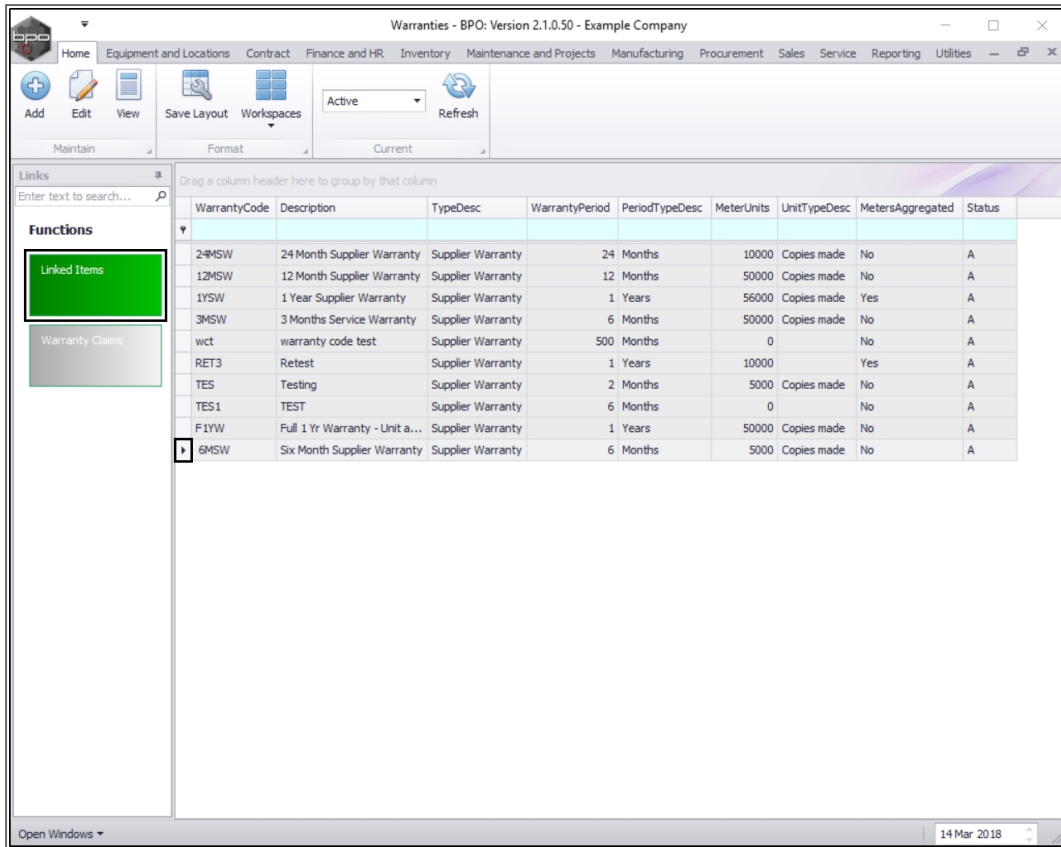 Warranties - BPO: Version 2.1.0.50 - Example Company
bpo
Home Equipment and Locations Contract Finance and HR Inventory Maintenance and Projects Manufacturing Procurement Sales Service Reporting Utilities
Add Edit View Save Layout Workspaces Active Refresh
Maintain Format Current
Links
Enter text to search...
Functions
Linked Items
Warranty Claims
Drag a column header here to group by that column
WarrantyCode Description TypeDesc WarrantyPeriod PeriodTypeDesc MeterUnits UnitTypeDesc MetersAggregated Status
24MSW 24 Month Supplier Warranty Supplier Warranty 24 Months 10000 Copies made No A
12MSW 12 Month Supplier Warranty Supplier Warranty 12 Months 50000 Copies made No A
1YSW 1 Year Supplier Warranty Supplier Warranty 1 Years 56000 Copies made Yes A
3MSW 3 Months Service Warranty Supplier Warranty 6 Months 50000 Copies made No A
wct warranty code test Supplier Warranty 500 Months 0 No A
RET3 Retest Supplier Warranty 1 Years 10000 Yes A
TES Testing Supplier Warranty 2 Months 5000 Copies made No A
TES1 TEST Supplier Warranty 6 Months 0 No A
F1YW Full 1 Yr Warranty - Unit a... Supplier Warranty 1 Years 50000 Copies made No A
6MSW Six Month Supplier Warranty Supplier Warranty 6 Months 5000 Copies made No A
Open Windows 14 Mar 2018